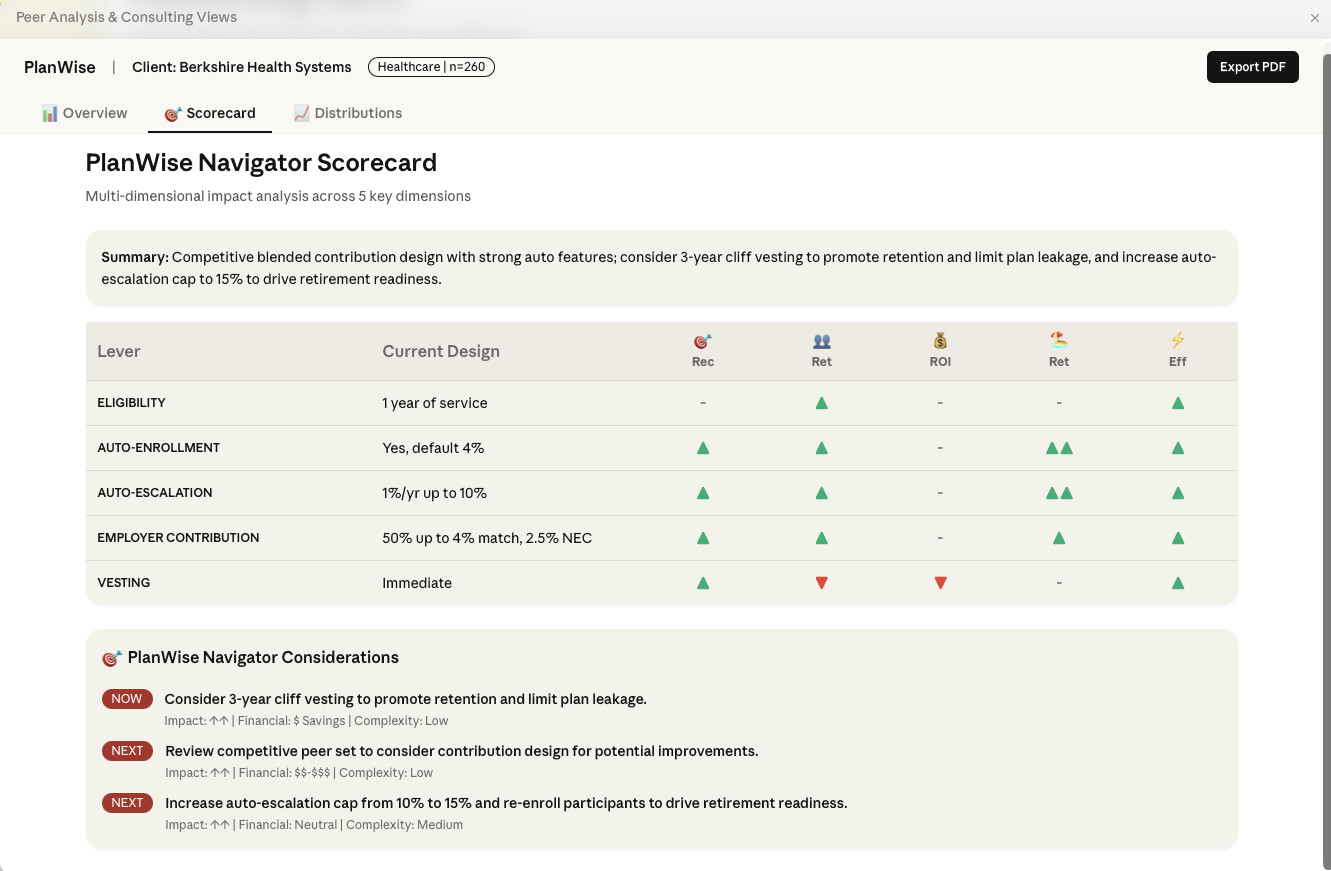 Peer Analysis & Consulting Views
PlanWise | Client: Berkshire Health Systems Healthcare | n=260 Export PDF
Overview Scorecard Distributions
PlanWise Navigator Scorecard
Multi-dimensional impact analysis across 5 key dimensions
Summary: Competitive blended contribution design with strong auto features; consider 3-year cliff vesting to promote retention and limit plan leakage, and increase auto-
escalation cap to 15% to drive retirement readiness.
Lever Current Design Rec Ret ROI Ret Eff
ELIGIBILITY 1 year of service - ▲ - - ▲
AUTO-ENROLLMENT Yes, default 4% ▲ ▲ - ▲▲ ▲
AUTO-ESCALATION 1%/yr up to 10% ▲ ▲ - ▲▲ ▲
EMPLOYER CONTRIBUTION 50% up to 4% match, 2.5% NEC ▲ ▲ - ▲ ▲
VESTING Immediate ▲ ▼ ▼ - ▲
PlanWise Navigator Considerations
NOW Consider 3-year cliff vesting to promote retention and limit plan leakage.
Impact: ↑↑ | Financial: $ Savings | Complexity: Low
NEXT Review competitive peer set to consider contribution design for potential improvements.
Impact: ↑↑ | Financial: $$-$$$ | Complexity: Low
NEXT Increase auto-escalation cap from 10% to 15% and re-enroll participants to drive retirement readiness.
Impact: ↑↑ | Financial: Neutral | Complexity: Medium